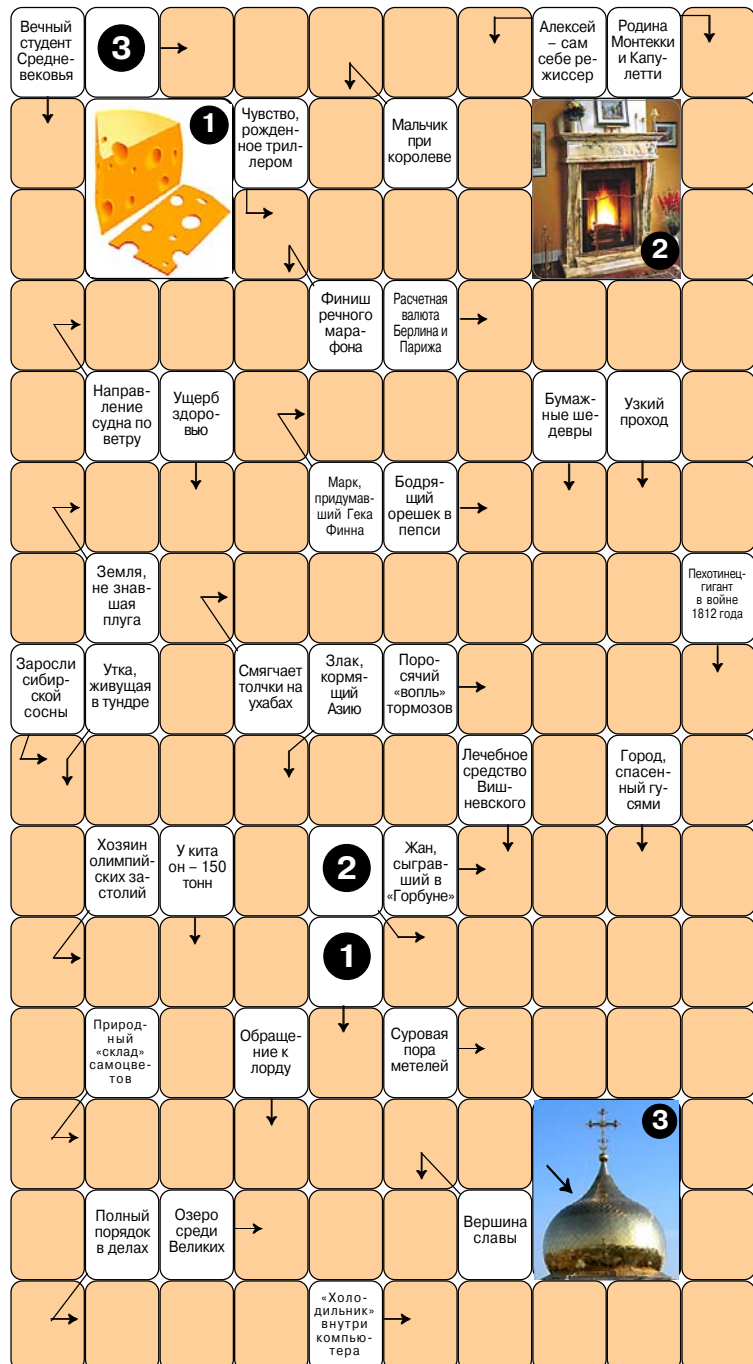 Вечный
студент
Средне-
вековья
3
Алексей
– сам
себе ре-
жиссер
Родина
Монтекки
и Капу-
летти
1
Чувство,
рожден-
ное трил-
лером
Мальчик
при
королеве
2
Финиш
речного
мара-
фона
Расчетная
валюта
Берлина и
Парижа
Направ-
ление
судна по
ветру
Ущерб
здоро-
вью
Бумаж-
ные ше-
девры
Узкий
проход
Марк,
придумав-
ший Гека
Финна
Бодря-
щий
орешек в
пепси
Земля,
не знав-
шая
плуга
Пехотинец-
гигант
в войне
1812 года
Заросли
сибир-
ской
сосны
Утка,
живущая
в тундре
Смягчает
толчки на
ухабах
Злак,
кормя-
щий
Азию
Поро-
сячий
«вопль»
тормозов
Лечебное
средство
Виш-
невского
Город,
спасен-
ный гу-
сями
Хозяин
олимпий-
ских за-
столий
У кита
он – 150
тонн
2
Жан,
сыграв-
ший в
«Горбуне»
1
Природ-
ный
«склад»
самоцве-
тов
Обраще-
ние к
лорду
Суровая
пора
метелей
3
Полный
порядок
в делах
Озеро
среди
Великих
Вершина
славы
«Холо-
дильник»
внутри
компью-
тера